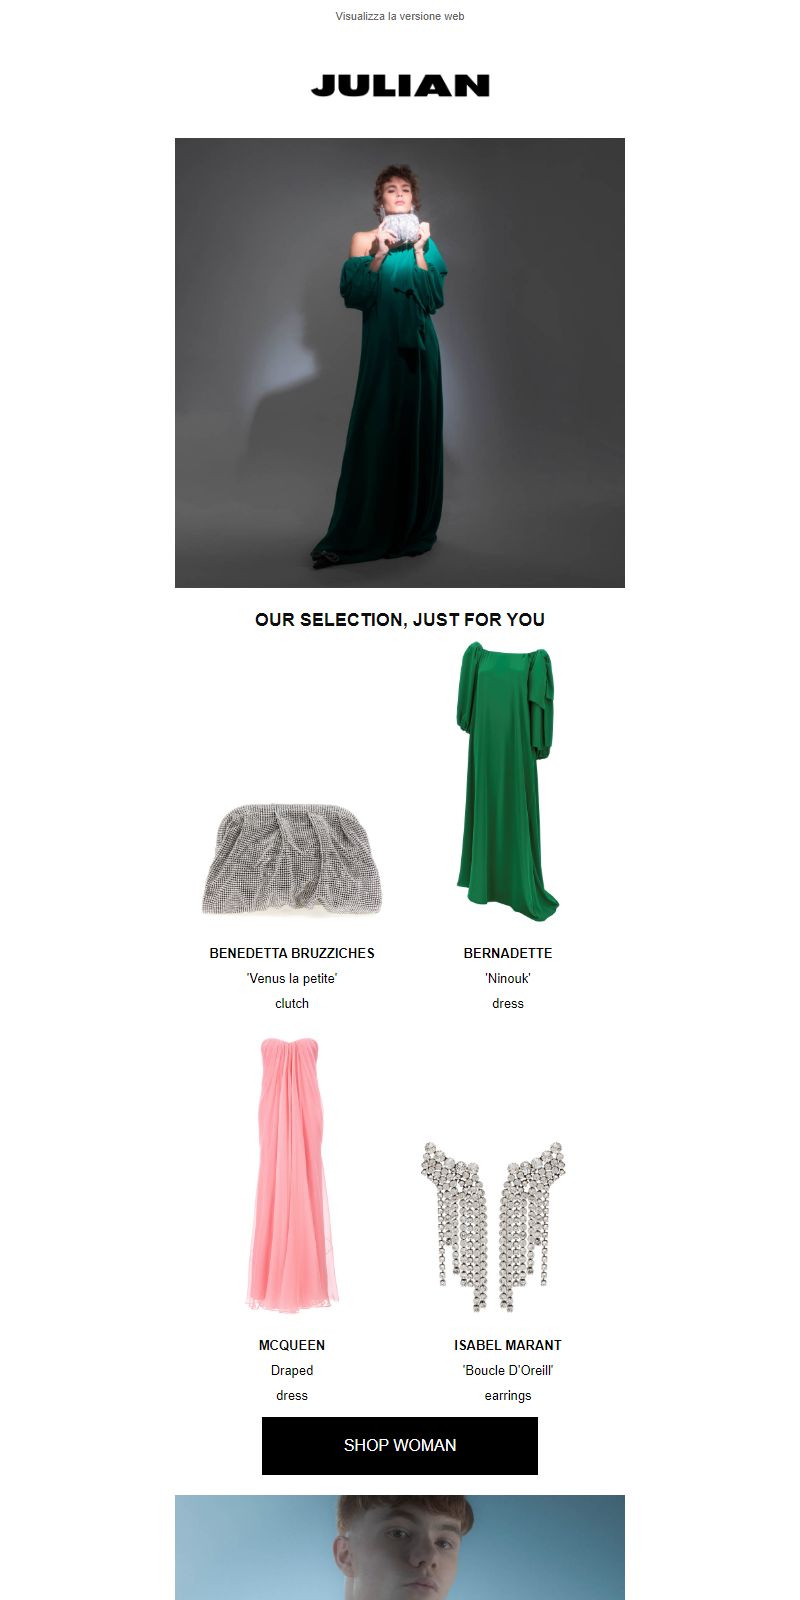 Visualizza la versione web
JULIAN
OUR SELECTION, JUST FOR YOU
BENEDETTA BRUZZICHES
'Venus la petite'
clutch
BERNADETTE
'Ninouk'
dress
MCQUEEN
Draped
dress
ISABEL MARANT
'Boucle D'Oreill'
earrings
SHOP WOMAN